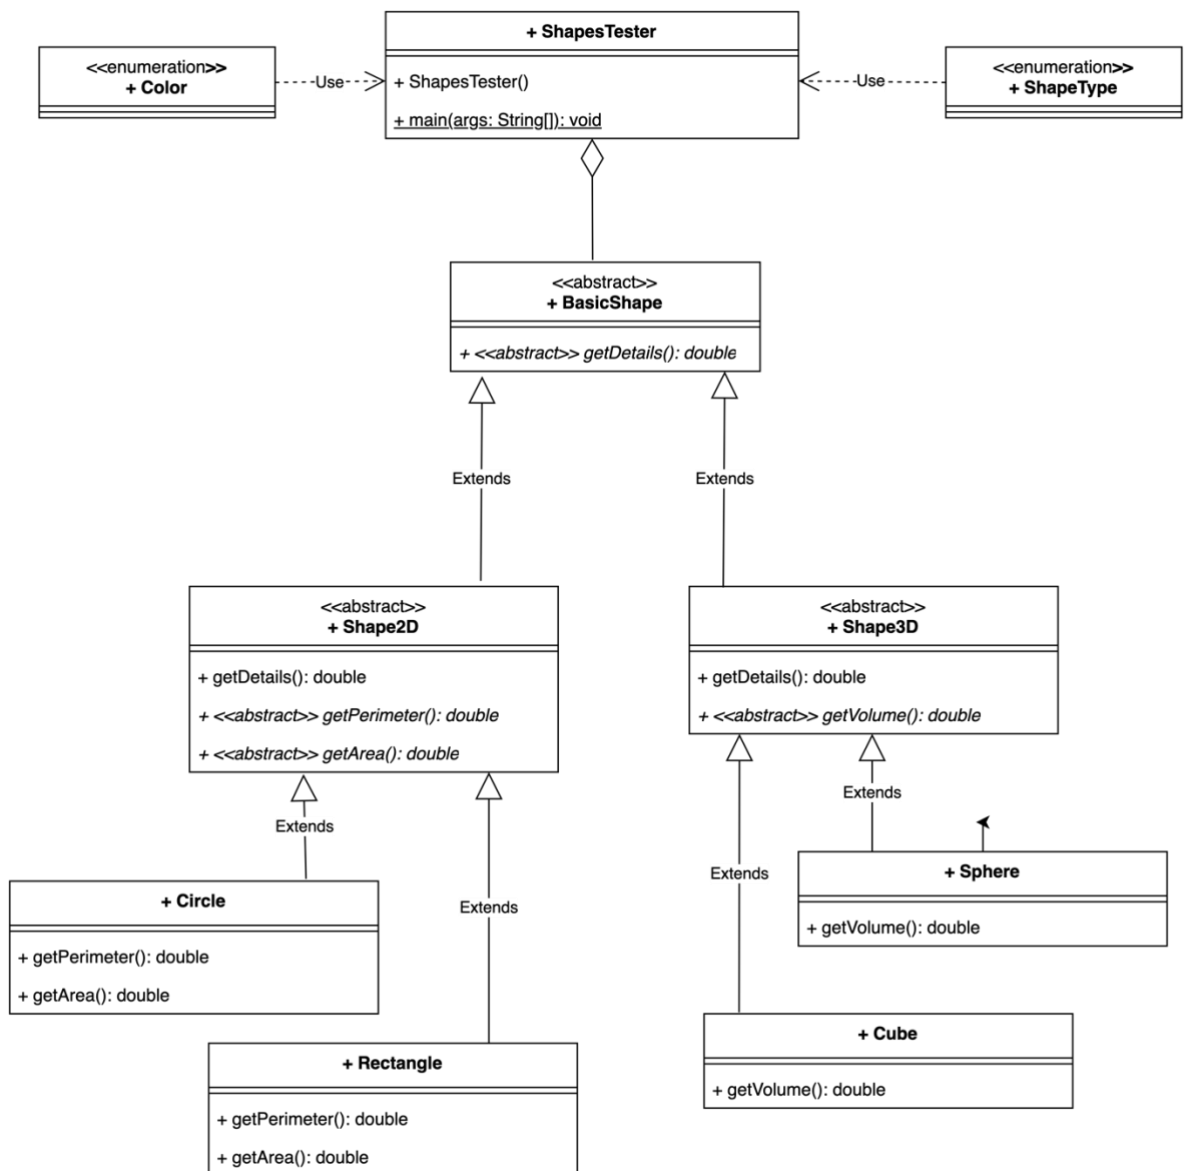 + ShapesTester
<<enumeration>>
+ Color
Use
+ ShapesTester()
+ main(args: String[]): void
Use
<<enumeration>>
+ ShapeType
<<abstract>>
+ BasicShape
+ <<abstract>> getDetails(): double
Extends
Extends
<<abstract>>
+ Shape2D
+ getDetails(): double
+ <<abstract>> getPerimeter(): double
+ <<abstract>> getArea(): double
<<abstract>>
+ Shape3D
+ getDetails(): double
+ <<abstract>> getVolume(): double
Extends
Extends
Extends
Extends
+ Circle
+ getPerimeter(): double
+ getArea(): double
+ Sphere
+ getVolume(): double
+ Rectangle
+ getPerimeter(): double
+ getArea(): double
+ Cube
+ getVolume(): double